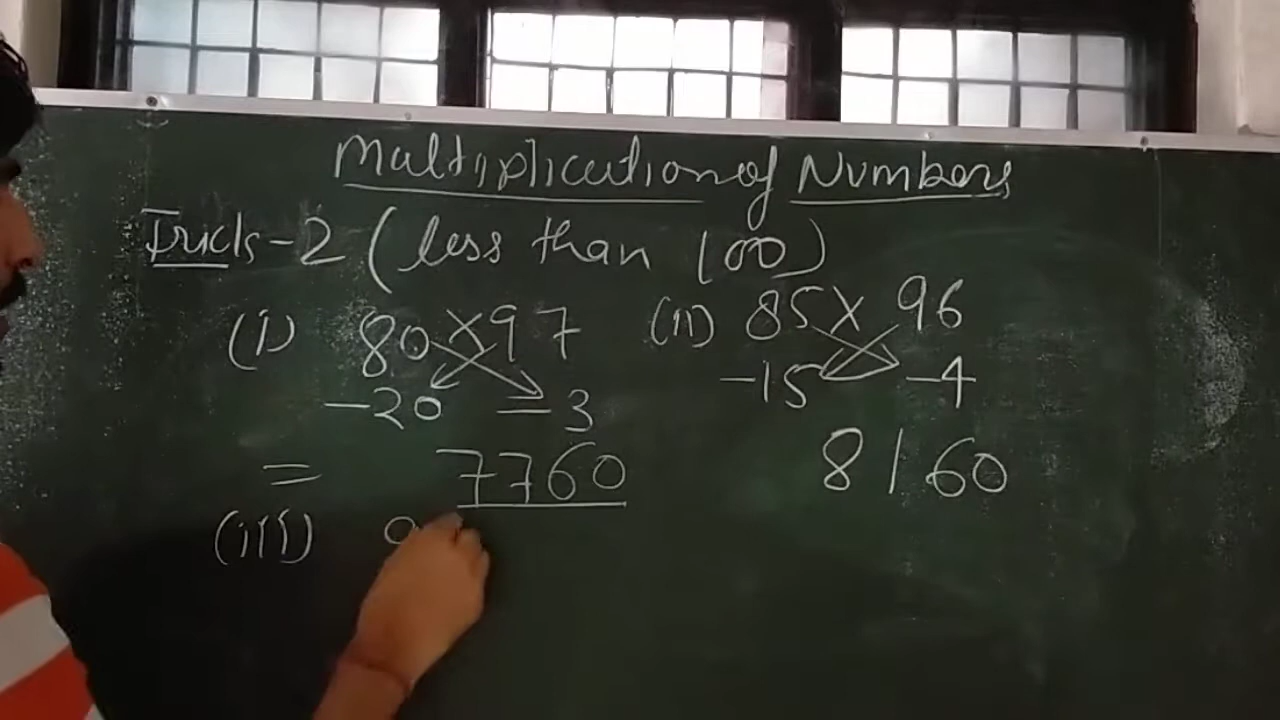 Multiplication of Numbers
Trick-2 (less than 100)
(i) 80 × 97 (ii) 85 × 96
-20 -3 -15 -4
= 7760 8160
(iii) 9